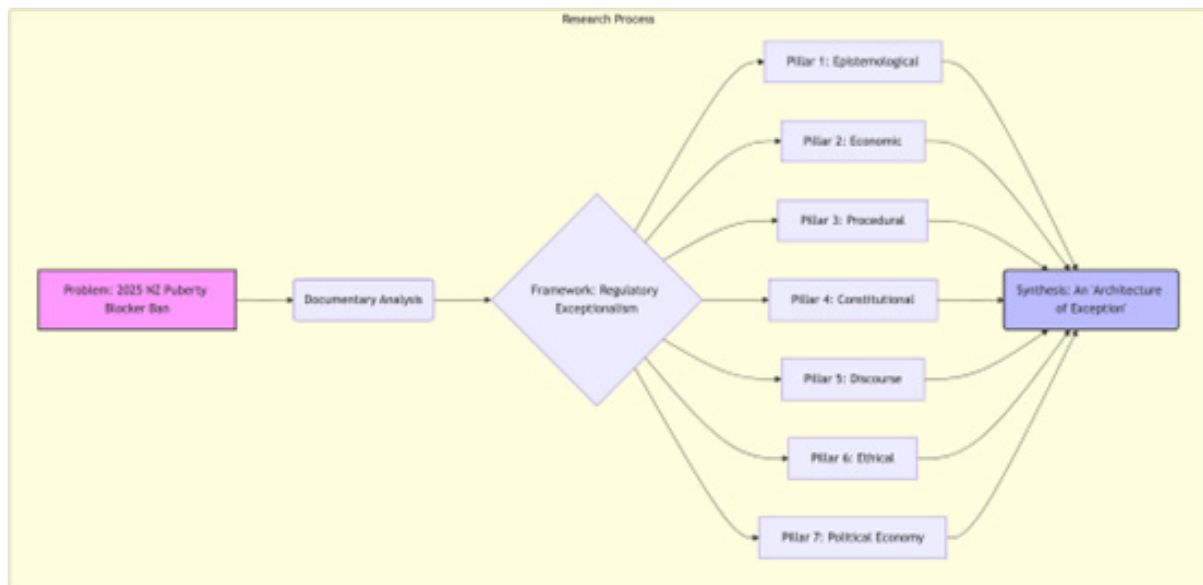 Research Process
Pillar 1: Epistemological
Pillar 2: Economic
Pillar 3: Procedural
Problem: 2025 NZ Puberty
Blocker Ban
Documentary Analysis
Framework: Regulatory
Exceptionalism
Pillar 4: Constitutional
Synthesis: An 'Architecture
of Exception'
Pillar 5: Discourse
Pillar 6: Ethical
Pillar 7: Political Economy